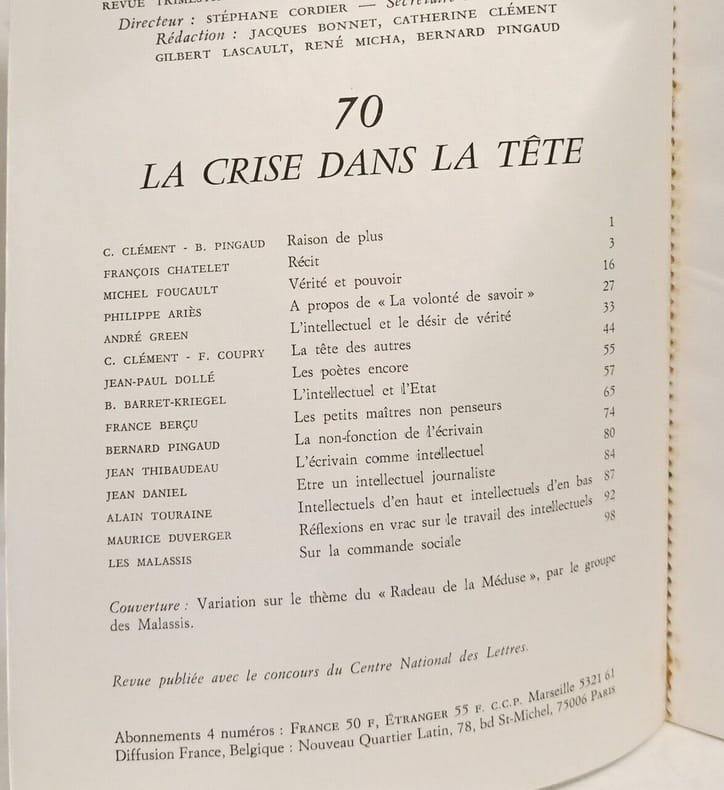 REVUE
Directeur : STÉPHANE CORDIER —
Rédaction : JACQUES BONNET, CATHERINE CLÉMENT
GILBERT LASCAULT, RENÉ MICHA, BERNARD PINGAUD
70
LA CRISE DANS LA TÊTE
C. CLÉMENT - B. PINGAUD Raison de plus 1
FRANÇOIS CHATELET Récit 3
MICHEL FOUCAULT Vérité et pouvoir 16
PHILIPPE ARIÈS A propos de « La volonté de savoir » 27
ANDRÉ GREEN L'intellectuel et le désir de vérité 33
C. CLÉMENT - F. COUPRY La tête des autres 44
JEAN-PAUL DOLLÉ Les poètes encore 55
B. BARRET-KRIEGEL L'intellectuel et l'Etat 57
FRANCE BERÇU Les petits maîtres non penseurs 65
BERNARD PINGAUD La non-fonction de l'écrivain 74
JEAN THIBAUDEAU L'écrivain comme intellectuel 80
JEAN DANIEL Etre un intellectuel journaliste 84
ALAIN TOURAINE Intellectuels d'en haut et intellectuels d'en bas 87
MAURICE DUVERGER Réflexions en vrac sur le travail des intellectuels 92
LES MALASSIS Sur la commande sociale 98
Couverture : Variation sur le thème du « Radeau de la Méduse », par le groupe
des Malassis.
Revue publiée avec le concours du Centre National des Lettres.
Abonnements 4 numéros : FRANCE 50 F, ÉTRANGER 55 F. C.C.P. Marseille 5321 61
Diffusion France, Belgique : Nouveau Quartier Latin, 78, bd St-Michel, 75006 PARIS